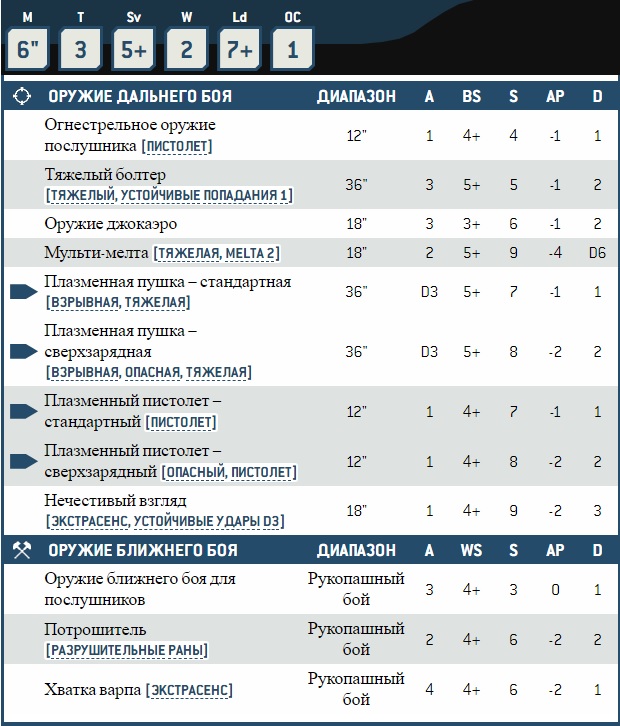 M T Sv W Ld OC
6" 3 5+ 2 7+ 1
ОРУЖИЕ ДАЛЬНЕГО БОЯ ДИАПАЗОН A BS S AP D
Огнестрельное оружие
послушника [ПИСТОЛЕТ] 12" 1 4+ 4 -1 1
Тяжелый болтер
[ТЯЖЕЛЫЙ, УСТОЙЧИВЫЕ ПОПАДАНИЯ 1] 36" 3 5+ 5 -1 2
Оружие джокаэро 18" 3 3+ 6 -1 2
Мульти-мелта [ТЯЖЕЛАЯ, MELTA 2] 18" 2 5+ 9 -4 D6
Плазменная пушка – стандартная
[ВЗРЫВНАЯ, ТЯЖЕЛАЯ] 36" D3 5+ 7 -1 1
Плазменная пушка –
сверхзарядная 36" D3 5+ 8 -2 2
[ВЗРЫВНАЯ, ОПАСНАЯ, ТЯЖЕЛАЯ]
Плазменный пистолет –
стандартный [ПИСТОЛЕТ] 12" 1 4+ 7 -1 1
Плазменный пистолет –
сверхзарядный [ОПАСНЫЙ, ПИСТОЛЕТ] 12" 1 4+ 8 -2 2
Нечестивый взгляд
[ЭКСТРАСЕНС, УСТОЙЧИВЫЕ УДАРЫ D3] 18" 1 4+ 9 -2 3
ОРУЖИЕ БЛИЖНЕГО БОЯ ДИАПАЗОН A WS S AP D
Оружие ближнего боя для
послушников Рукопашный бой 3 4+ 3 0 1
Потрошитель
[РАЗРУШИТЕЛЬНЫЕ РАНЫ] Рукопашный бой 2 4+ 6 -2 2
Хватка варпа [ЭКСТРАСЕНС] Рукопашный бой 4 4+ 6 -2 1